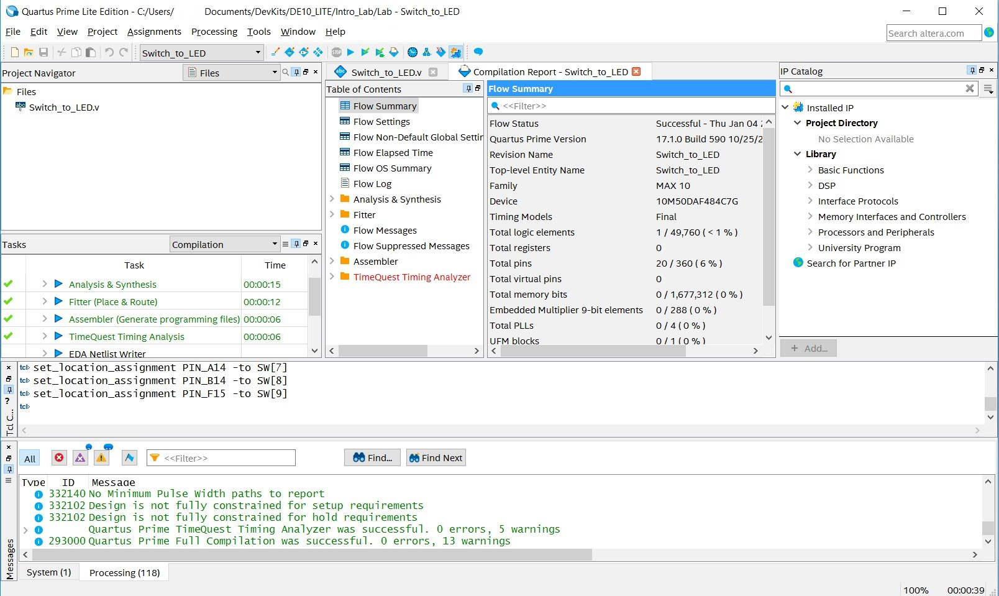 Quartus Prime Lite Edition - C:/Users/ Documents/DevKits/DE10_LITE/Intro_Lab/Lab - Switch_to_LED
File Edit View Project Assignments Processing Tools Window Help
Search altera.com
Switch_to_LED
STOP
Project Navigator
Files
Files
abc Switch_to_LED.v
Tasks
Compilation
Task Time
Analysis & Synthesis 00:00:15
Fitter (Place & Route) 00:00:12
Assembler (Generate programming files) 00:00:06
TimeQuest Timing Analysis 00:00:06
EDA Netlist Writer
abc Switch_to_LED.v
Compilation Report - Switch_to_LED
Table of Contents
Flow Summary
Flow Settings
Flow Non-Default Global Settir
Flow Elapsed Time
Flow OS Summary
Flow Log
Analysis & Synthesis
Fitter
Flow Messages
Flow Suppressed Messages
Assembler
TimeQuest Timing Analyzer
Flow Summary
<<Filter>>
Flow Status Successful - Thu Jan 04 2
Quartus Prime Version 17.1.0 Build 590 10/25/2
Revision Name Switch_to_LED
Top-level Entity Name Switch_to_LED
Family MAX 10
Device 10M50DAF484C7G
Timing Models Final
Total logic elements 1 / 49,760 ( < 1 % )
Total registers 0
Total pins 20 / 360 ( 6 % )
Total virtual pins 0
Total memory bits 0 / 1,677,312 ( 0 % )
Embedded Multiplier 9-bit elements 0 / 288 ( 0 % )
Total PLLs 0 / 4 ( 0 % )
UFM blocks 0 / 1 ( 0 % )
IP Catalog
Installed IP
Project Directory
No Selection Available
Library
Basic Functions
DSP
Interface Protocols
Memory Interfaces and Controllers
Processors and Peripherals
University Program
Search for Partner IP
+ Add...
Tcl C...
tcl> set_location_assignment PIN_A14 -to SW[7]
tcl> set_location_assignment PIN_B14 -to SW[8]
tcl> set_location_assignment PIN_F15 -to SW[9]
tcl>
Messages
All
<<Filter>>
Find...
Find Next
Type ID Message
332140 No Minimum Pulse Width paths to report
332102 Design is not fully constrained for setup requirements
332102 Design is not fully constrained for hold requirements
Quartus Prime TimeQuest Timing Analyzer was successful. 0 errors, 5 warnings
293000 Quartus Prime Full Compilation was successful. 0 errors, 13 warnings
System (1) Processing (118)
100% 00:00:39